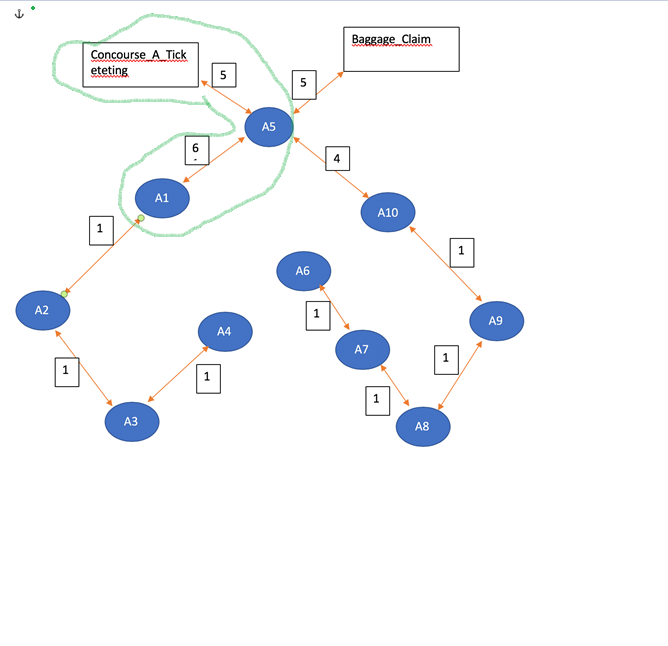 Concourse_A_Tick
eteting
Baggage_Claim
5
5
A5
6
-
4
A1
A10
1
1
A6
A2
1
A9
A4
A7
1
1
1
1
A3
A8